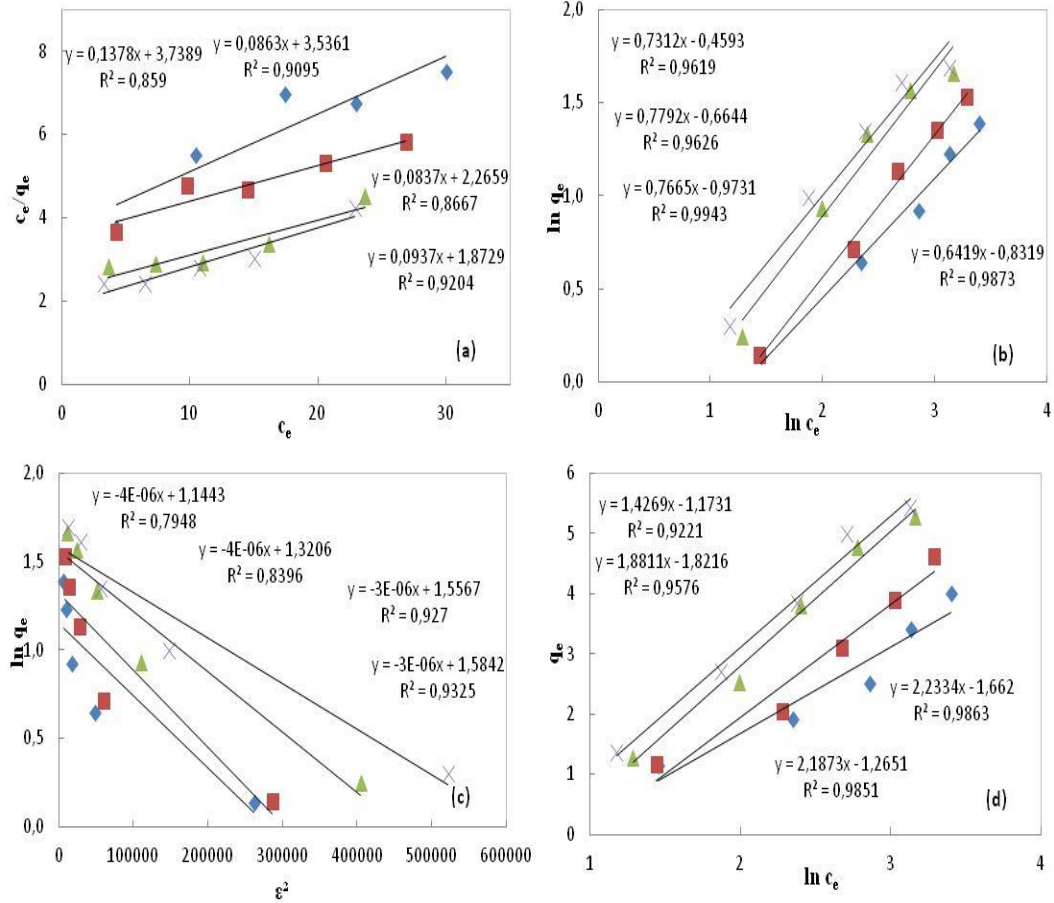 8
6
4
2
0
0
10
20
30
cₑ/qₑ
cₑ
y = 0,1378x + 3,7389
R² = 0,859
y = 0,0863x + 3,5361
R² = 0,9095
y = 0,0837x + 2,2659
R² = 0,8667
y = 0,0937x + 1,8729
R² = 0,9204
(a)
2,0
1,5
1,0
0,5
0,0
0
1
2
3
4
ln qₑ
ln cₑ
y = 0,7312x - 0,4593
R² = 0,9619
y = 0,7792x - 0,6644
R² = 0,9626
y = 0,7665x - 0,9731
R² = 0,9943
y = 0,6419x - 0,8319
R² = 0,9873
(b)
2,0
1,5
1,0
0,5
0,0
0
100000
200000
300000
400000
500000
600000
ln qₑ
ε²
y = -4E-06x + 1,1443
R² = 0,7948
y = -4E-06x + 1,3206
R² = 0,8396
y = -3E-06x + 1,5567
R² = 0,927
y = -3E-06x + 1,5842
R² = 0,9325
(c)
6
5
4
3
2
1
0
1
2
3
4
qₑ
ln cₑ
y = 1,4269x - 1,1731
R² = 0,9221
y = 1,8811x - 1,8216
R² = 0,9576
y = 2,2334x - 1,662
R² = 0,9863
y = 2,1873x - 1,2651
R² = 0,9851
(d)